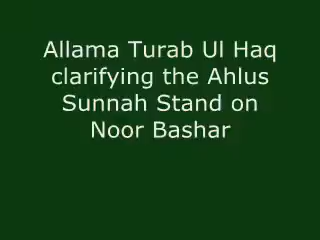 Allama Turab Ul Haq
clarifying the Ahlus
Sunnah Stand on
Noor Bashar